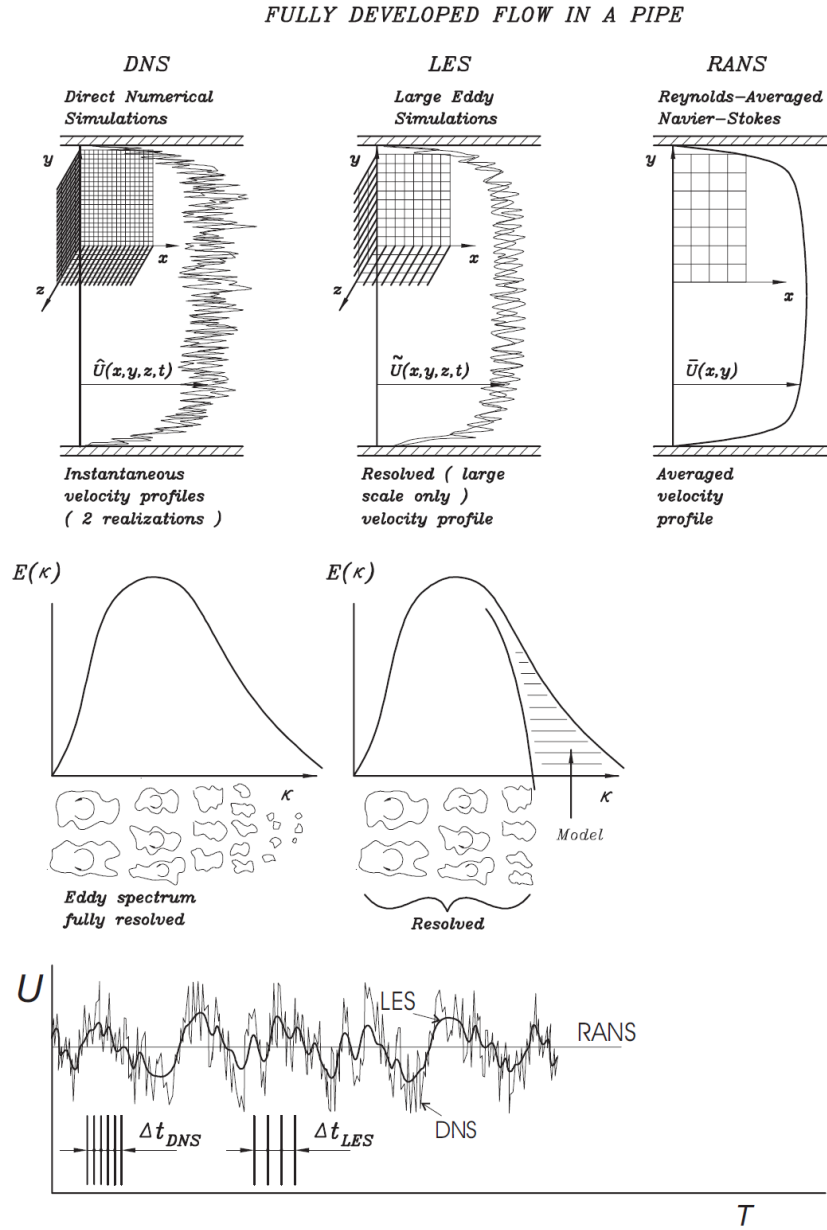 FULLY DEVELOPED FLOW IN A PIPE
DNS
Direct Numerical
Simulations
y
x
z
Û(x,y,z,t)
Instantaneous
velocity profiles
( 2 realizations )
LES
Large Eddy
Simulations
y
x
z
Ũ(x,y,z,t)
Resolved ( large
scale only )
velocity profile
RANS
Reynolds-Averaged
Navier-Stokes
y
x
Ū(x,y)
Averaged
velocity
profile
E(κ)
κ
Eddy spectrum
fully resolved
E(κ)
κ
Model
Resolved
U
LES
RANS
DNS
Δt_DNS
Δt_LES
T